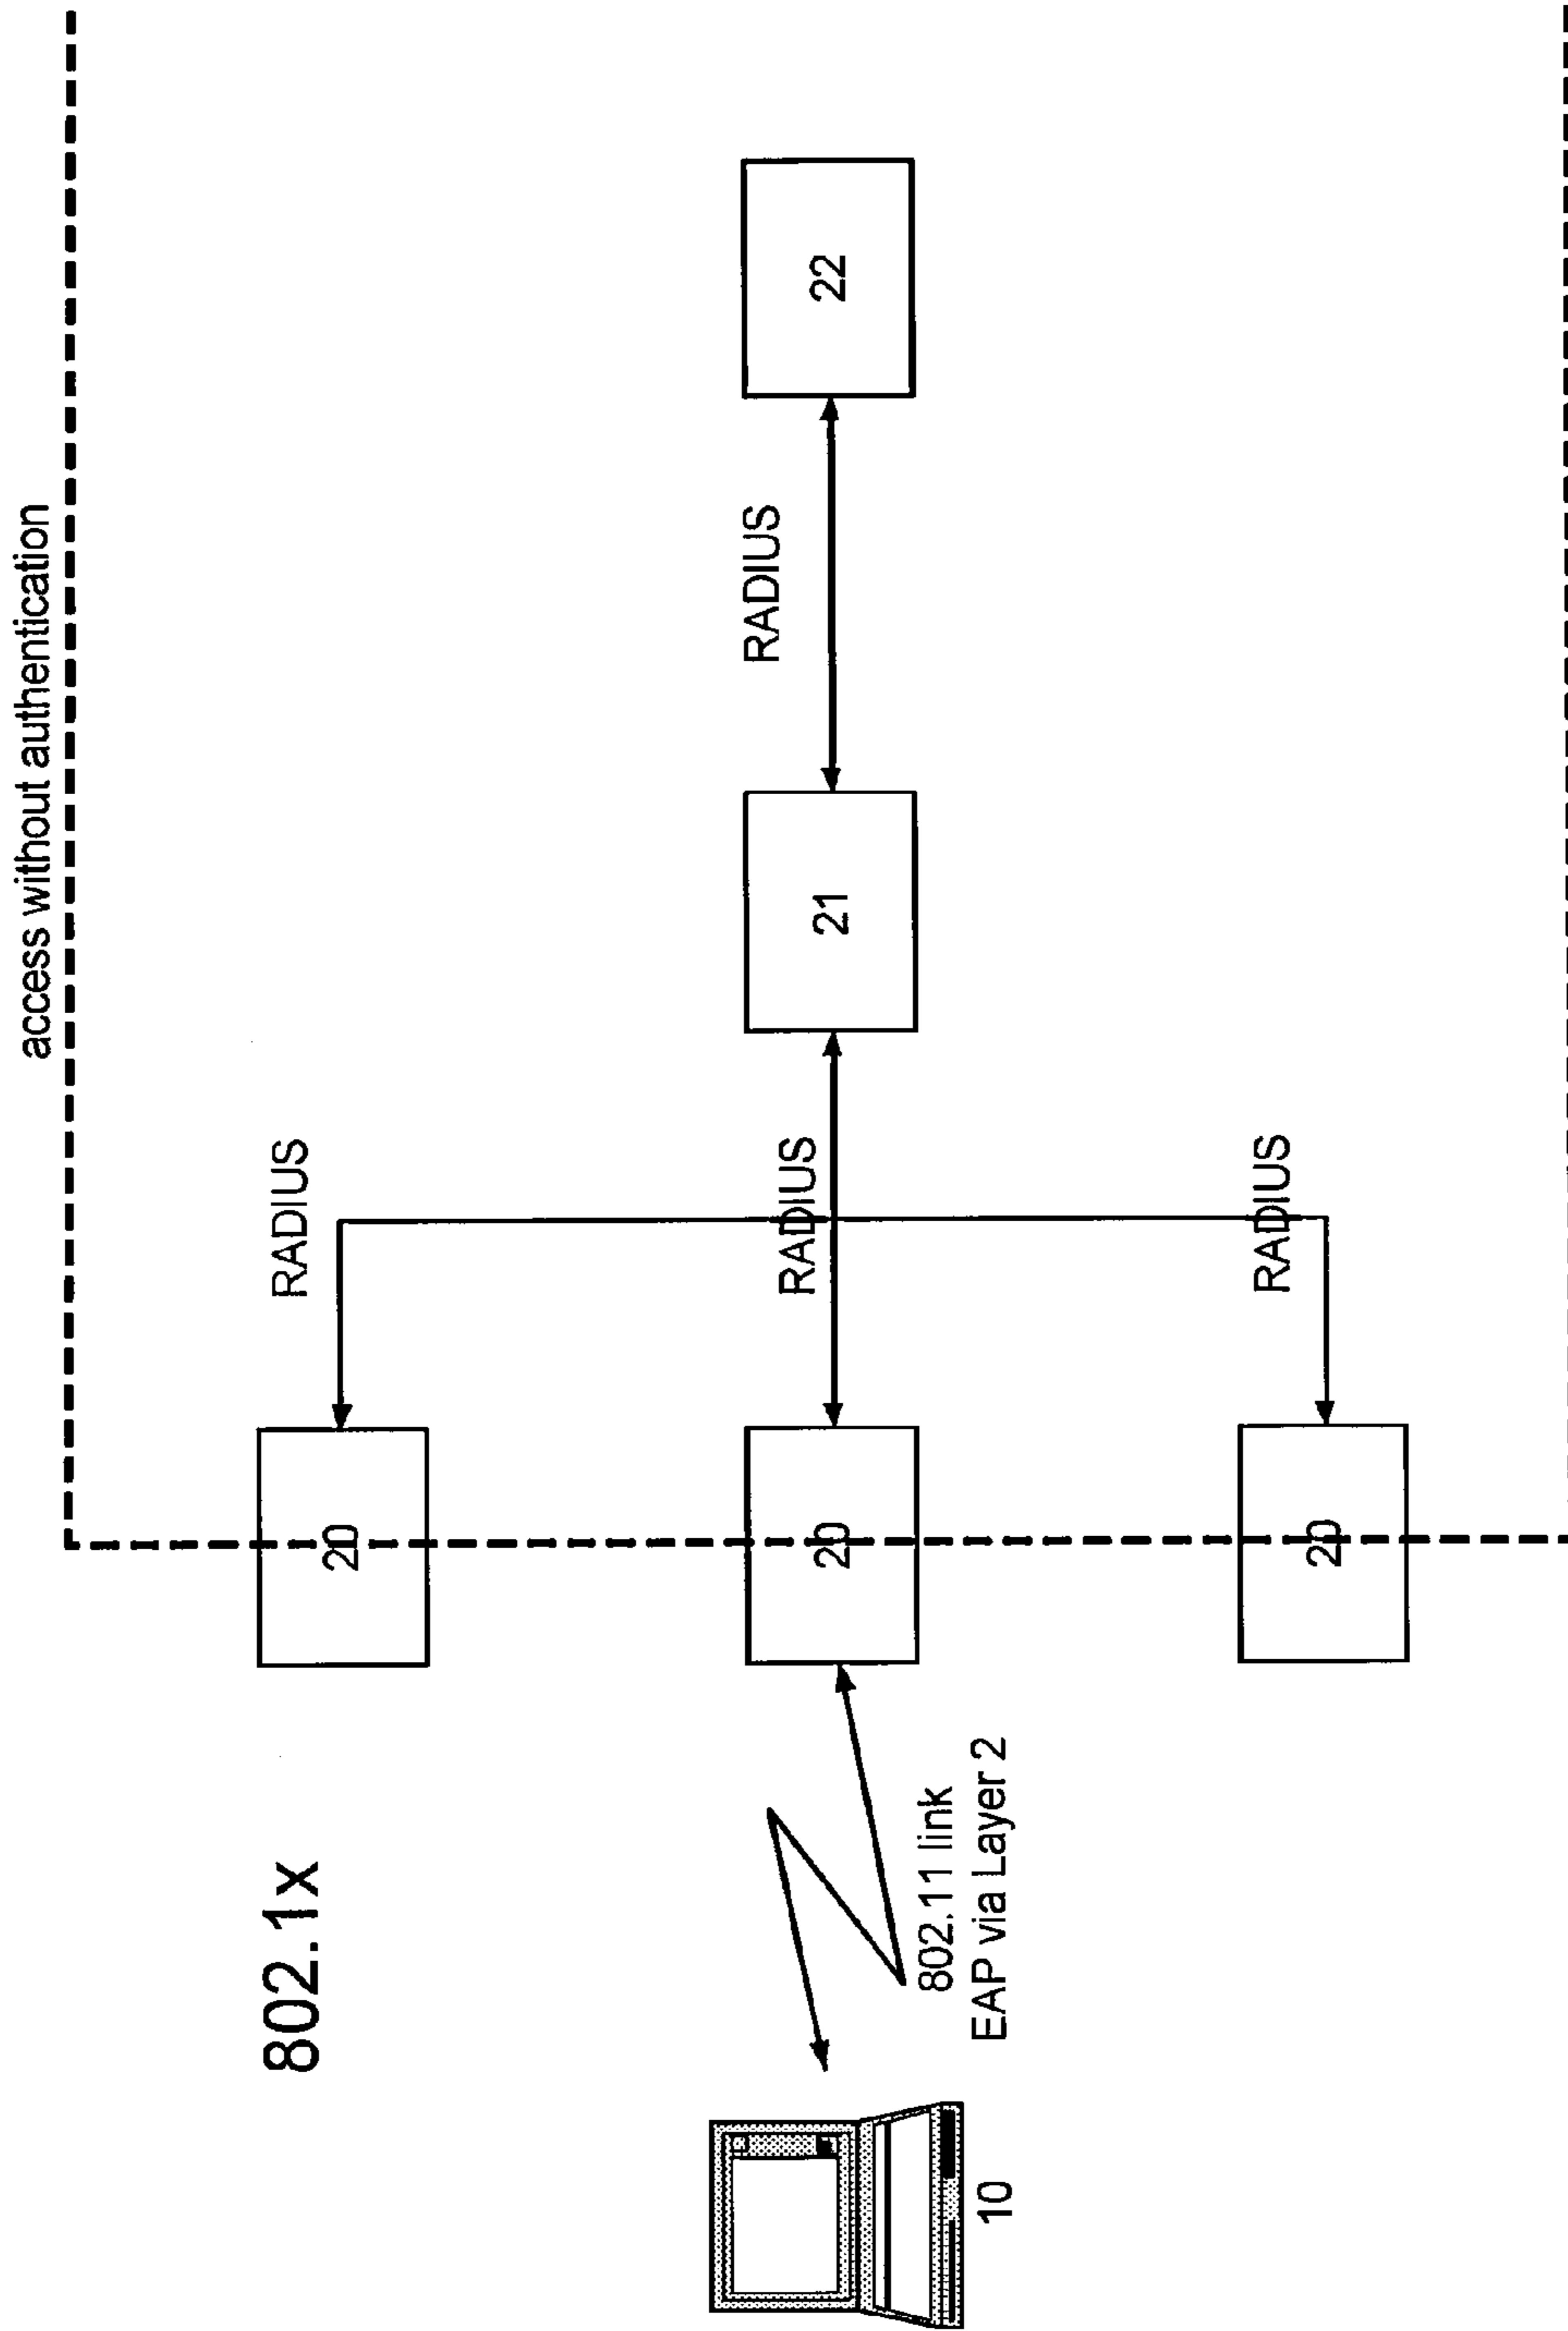 access without authentication
802.1x
RADIUS
20
RADIUS
RADIUS
20
21
22
802.11 link
EAP via Layer 2
10
RADIUS
20